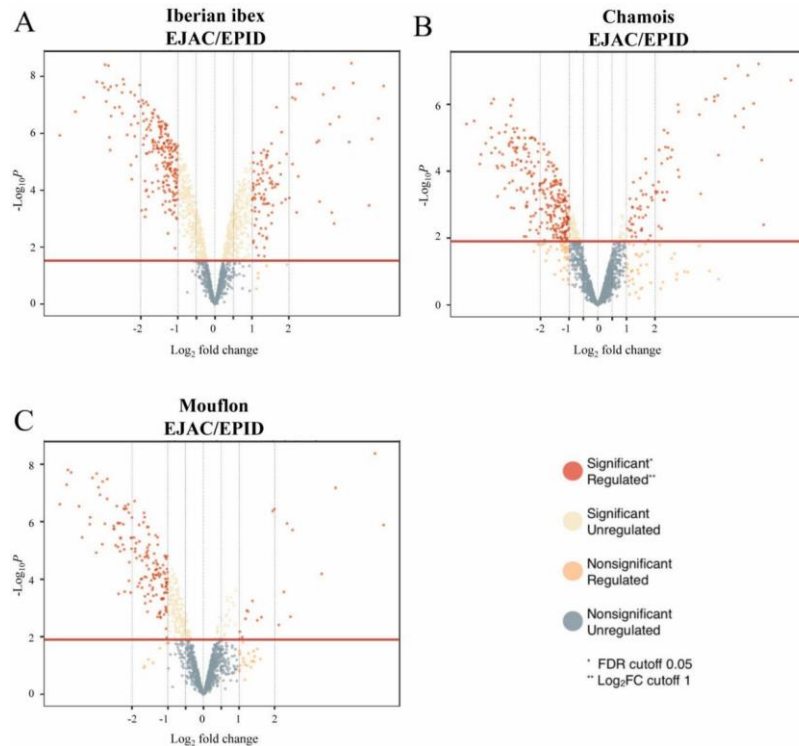 A
Iberian ibex
EJAC/EPID
8
6
4
2
0
-Log10P
-2
-1
0
1
2
Log2 fold change
B
Chamois
EJAC/EPID
6
4
2
0
-Log10P
-2
-1
0
1
2
Log2 fold change
C
Mouflon
EJAC/EPID
8
6
4
2
0
-Log10P
-2
-1
0
1
2
Log2 fold change
Significant*
Regulated**
Significant
Unregulated
Nonsignificant
Regulated
Nonsignificant
Unregulated
* FDR cutoff 0.05
** Log2FC cutoff 1